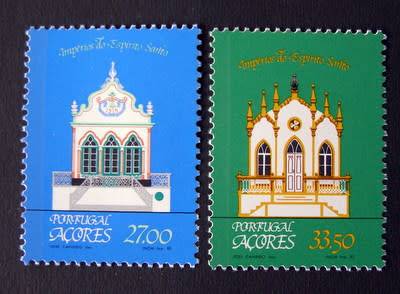 Impérios do Espírito Santo
PORTUGAL
AÇORES 27.00
Impérios do Espírito Santo
PORTUGAL
AÇORES 33.50